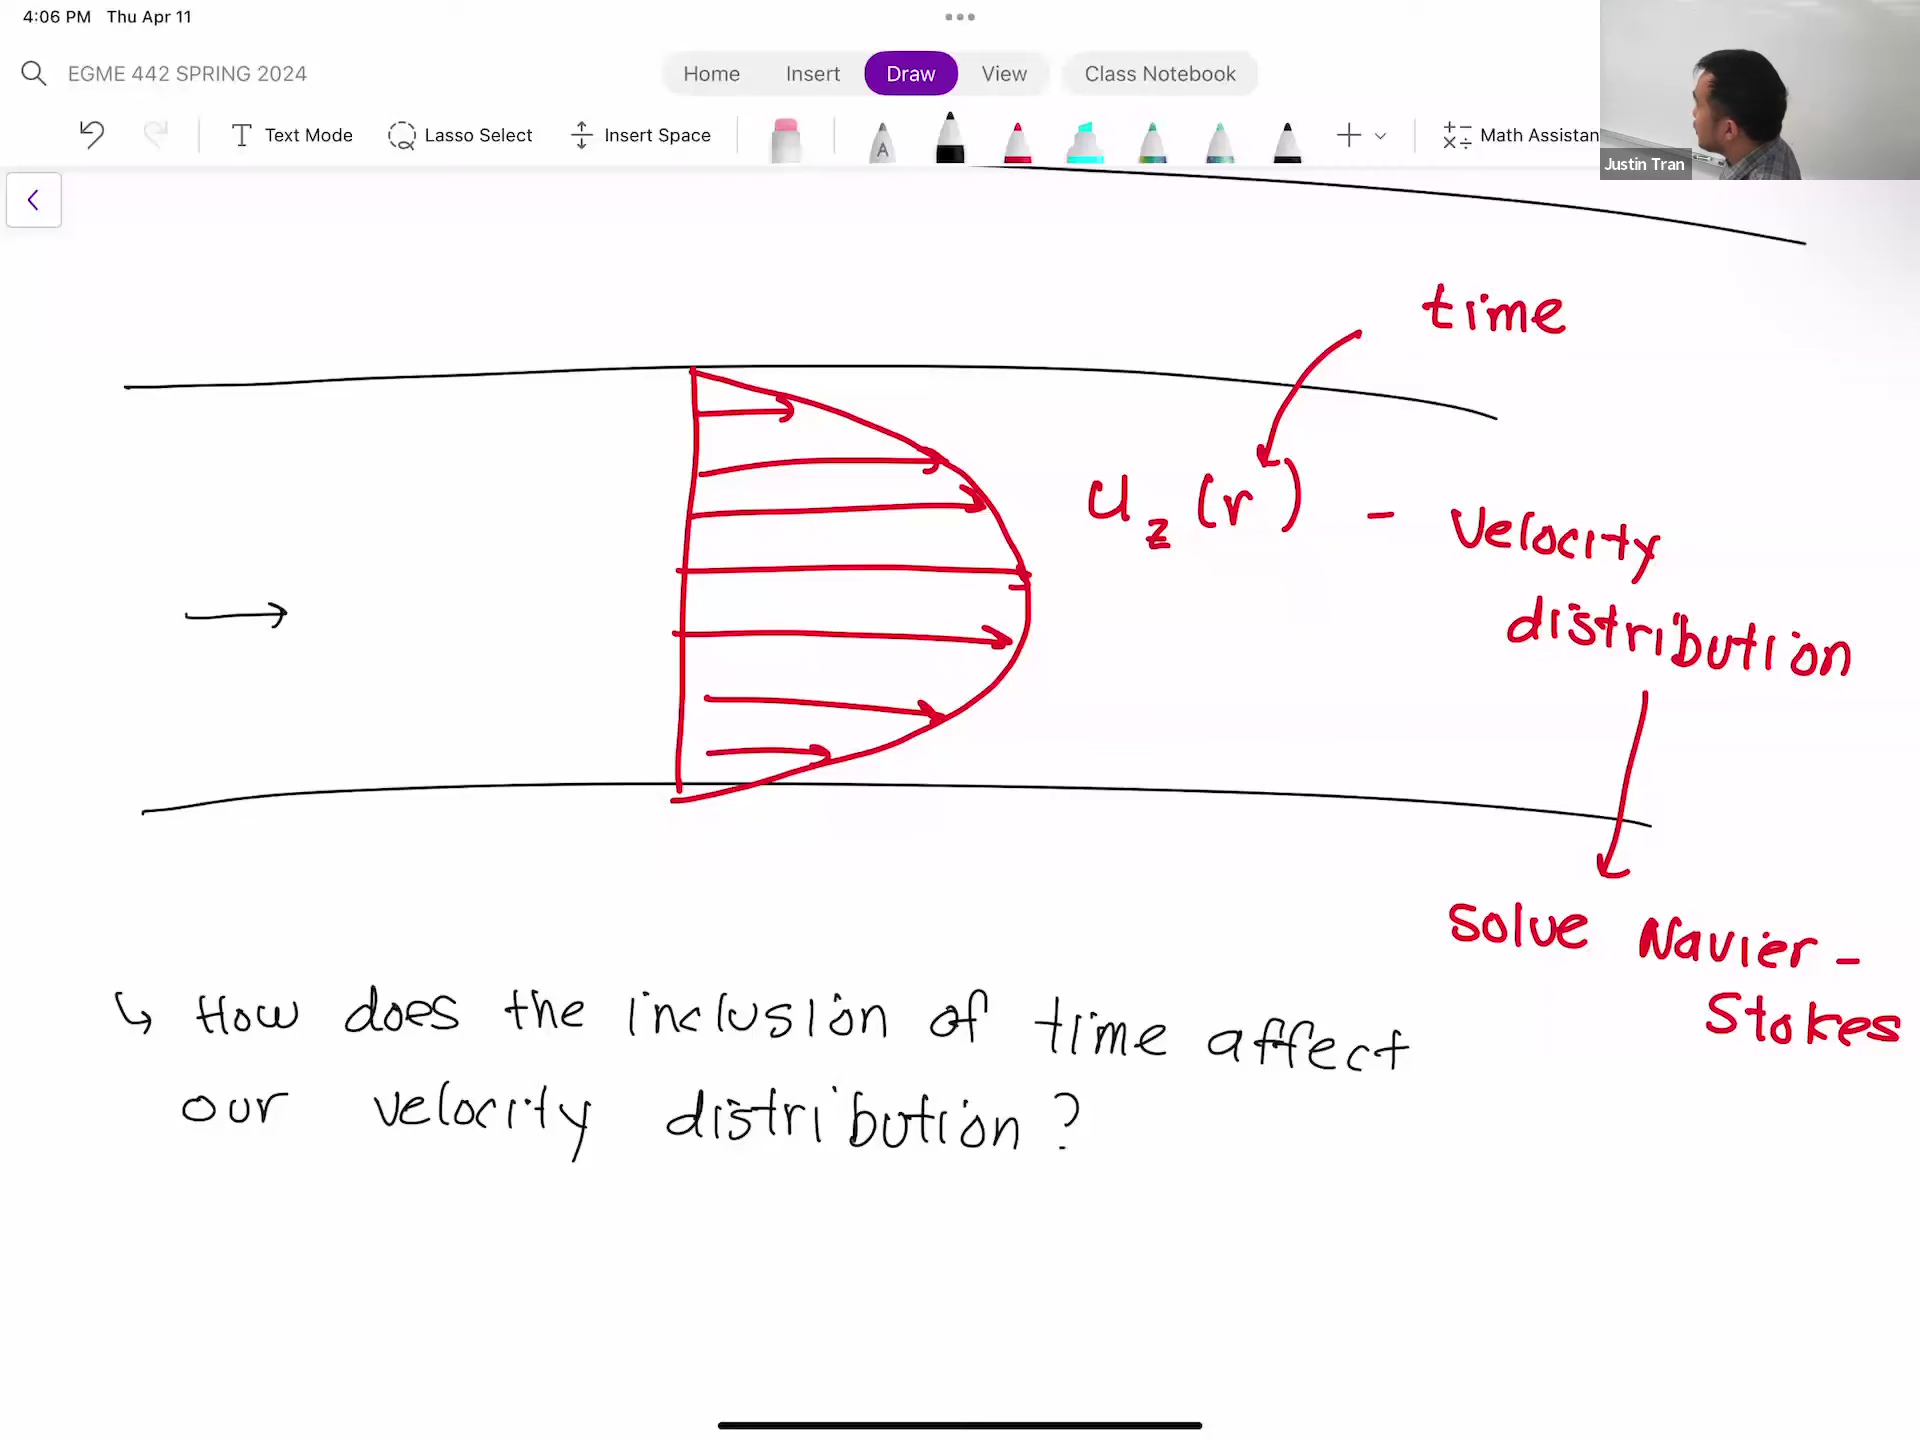 4:06 PM Thu Apr 11
EGME 442 SPRING 2024
Home Insert Draw View Class Notebook
Text Mode Lasso Select Insert Space A Math Assistan
Justin Tran
time
u_z (r) - velocity
distribution
solve Navier-
Stokes
↳ How does the inclusion of time affect
our velocity distribution?